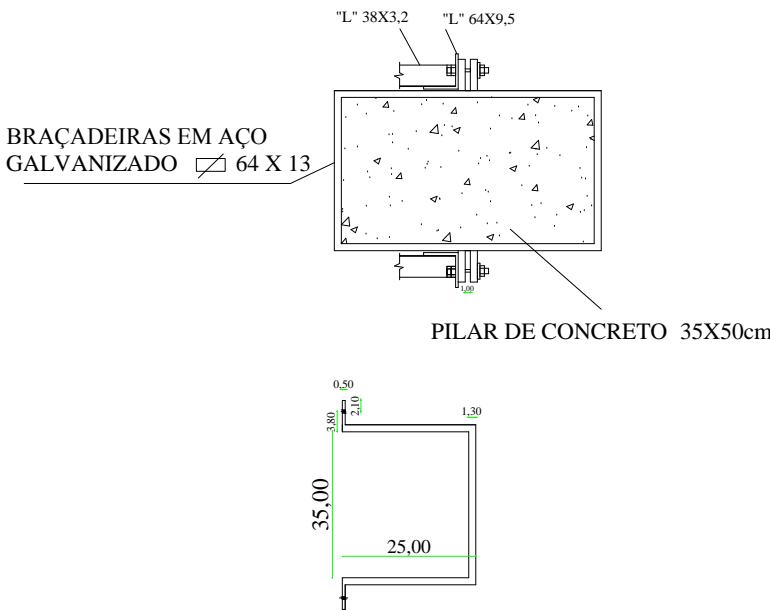 "L" 38X3,2
"L" 64X9,5
BRAÇADEIRAS EM AÇO
GALVANIZADO 64 X 13
1,00
PILAR DE CONCRETO 35X50cm
0,50
2,10
3,80
1,30
35,00
25,00